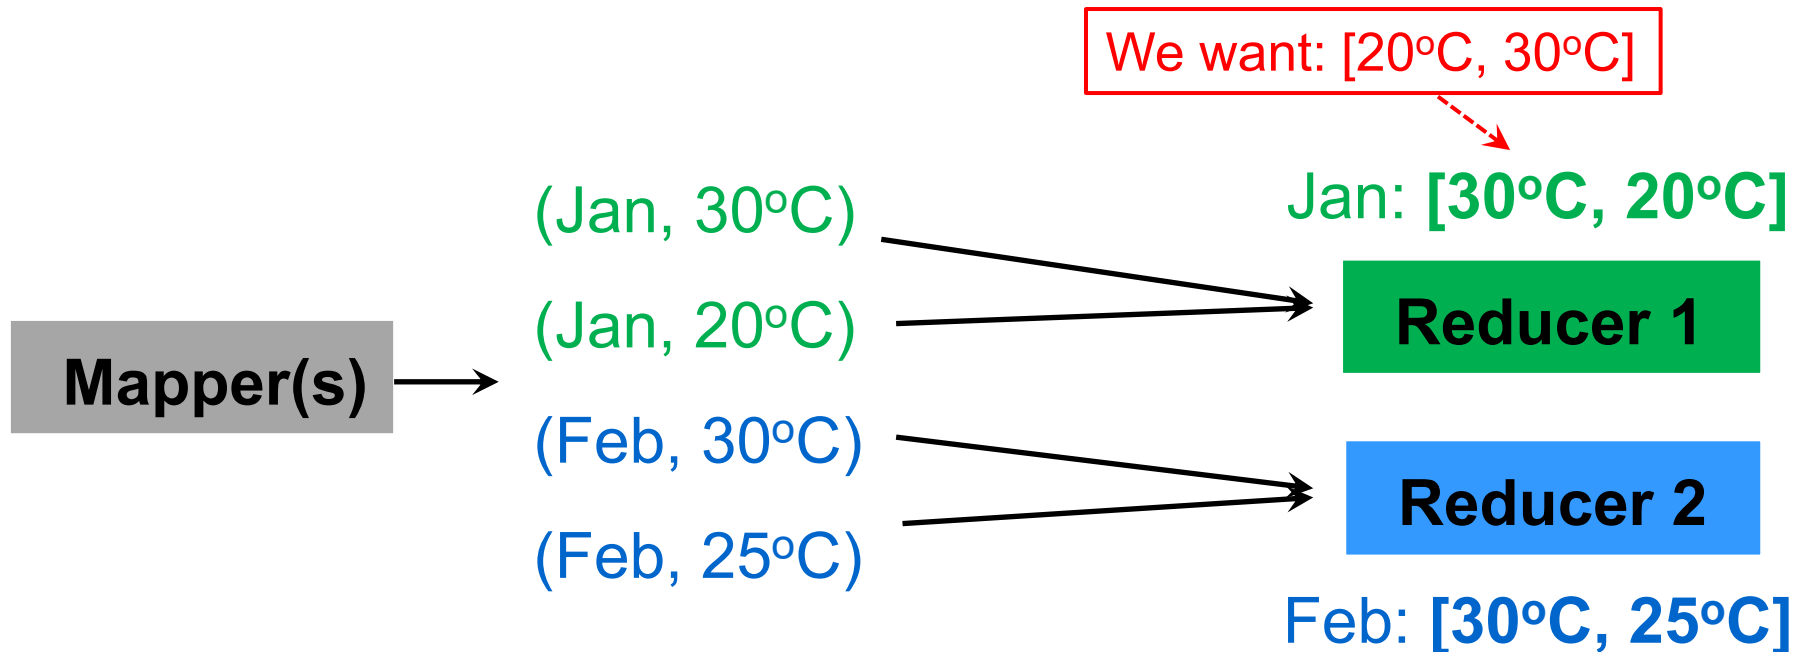 We want: [20°C, 30°C]
Jan: [30°C, 20°C]
(Jan, 30°C)
(Jan, 20°C)
Reducer 1
Mapper(s)
(Feb, 30°C)
(Feb, 25°C)
Reducer 2
Feb: [30°C, 25°C]